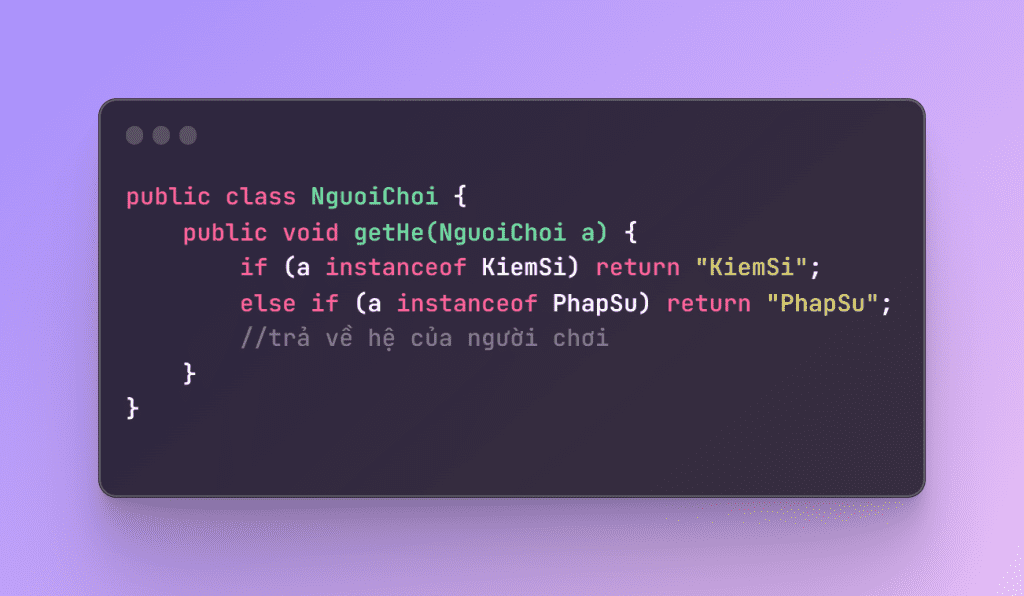 public class NguoiChoi {
    public void getHe(NguoiChoi a) {
        if (a instanceof KiemSi) return "KiemSi";
        else if (a instanceof PhapSu) return "PhapSu";
        //trả về hệ của người chơi
    }
}